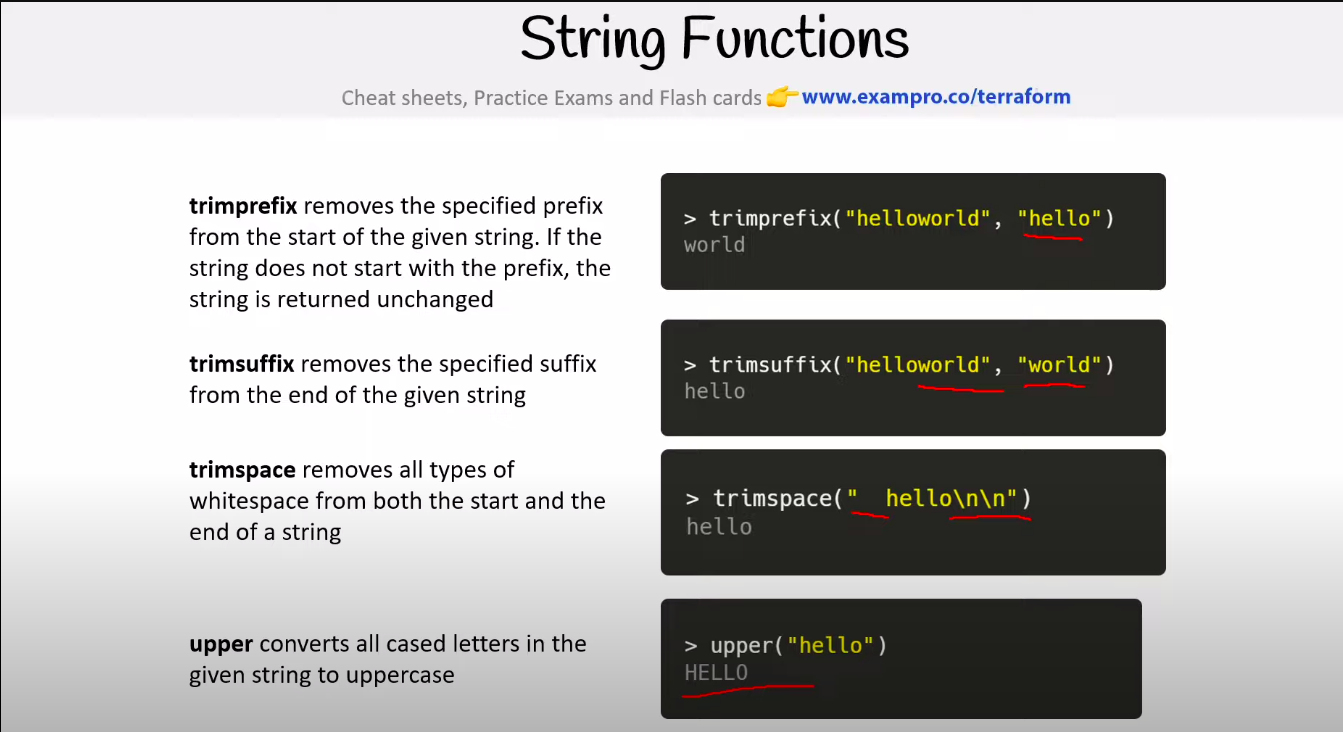 String Functions
Cheat sheets, Practice Exams and Flash cards 👉 www.exampro.co/terraform
trimprefix removes the specified prefix
from the start of the given string. If the
string does not start with the prefix, the
string is returned unchanged
> trimprefix("helloworld", "hello")
world
trimsuffix removes the specified suffix
from the end of the given string
> trimsuffix("helloworld", "world")
hello
trimspace removes all types of
whitespace from both the start and the
end of a string
> trimspace("  hello\n\n")
hello
upper converts all cased letters in the
given string to uppercase
> upper("hello")
HELLO